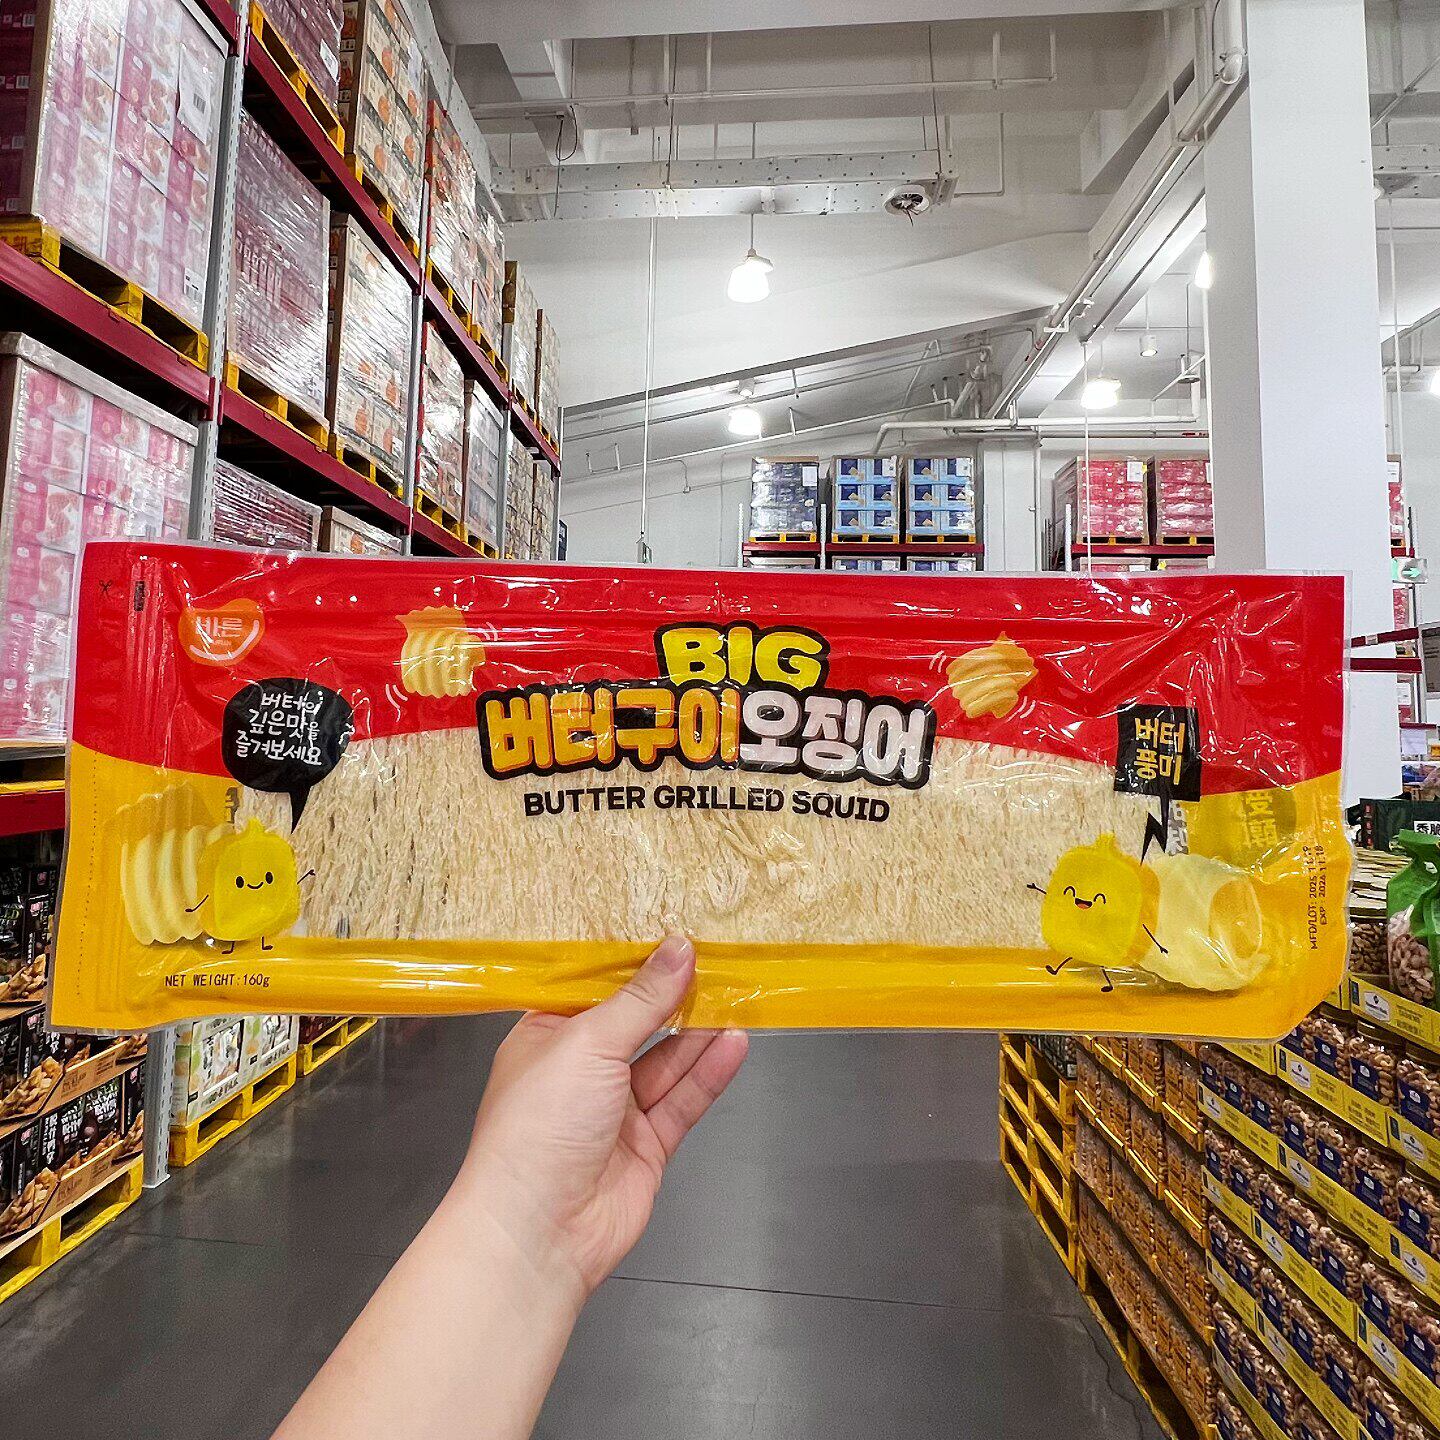 바른
BIG
버터구이오징어
BUTTER GRILLED SQUID
버터의
깊은맛을
즐겨보세요
버터
풍미
NET WEIGHT:160g